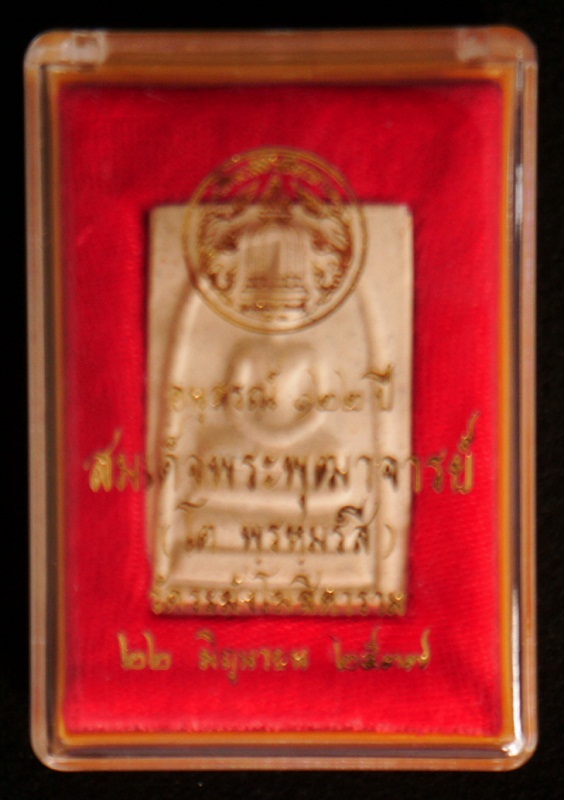 อนุสรณ์ ๑๒๒ ปี
สมเด็จพระพุฒาจารย์
(โต พรหมรังสี)
วัดระฆังโฆสิตาราม
๒๒ มิถุนายน ๒๕๓๗